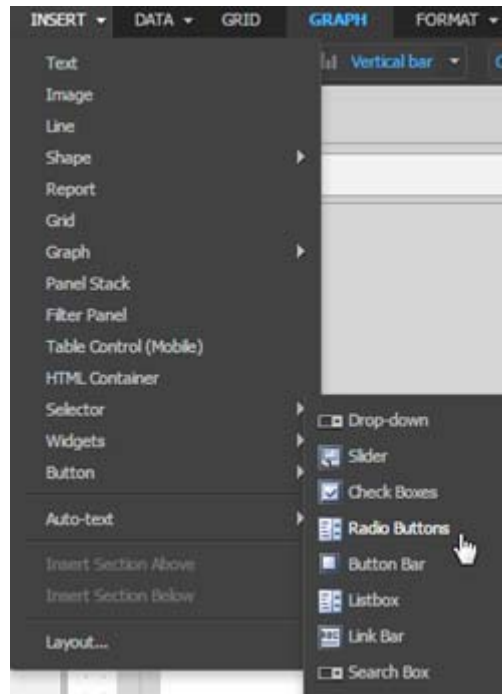 INSERT DATA GRID GRAPH FORMAT
Vertical bar
Text
Image
Line
Shape
Report
Grid
Graph
Panel Stack
Filter Panel
Table Control (Mobile)
HTML Container
Selector
Widgets
Button
Auto-text
Insert Section Above
Insert Section Below
Layout...
Drop-down
Slider
Check Boxes
Radio Buttons
Button Bar
Listbox
Link Bar
Search Box